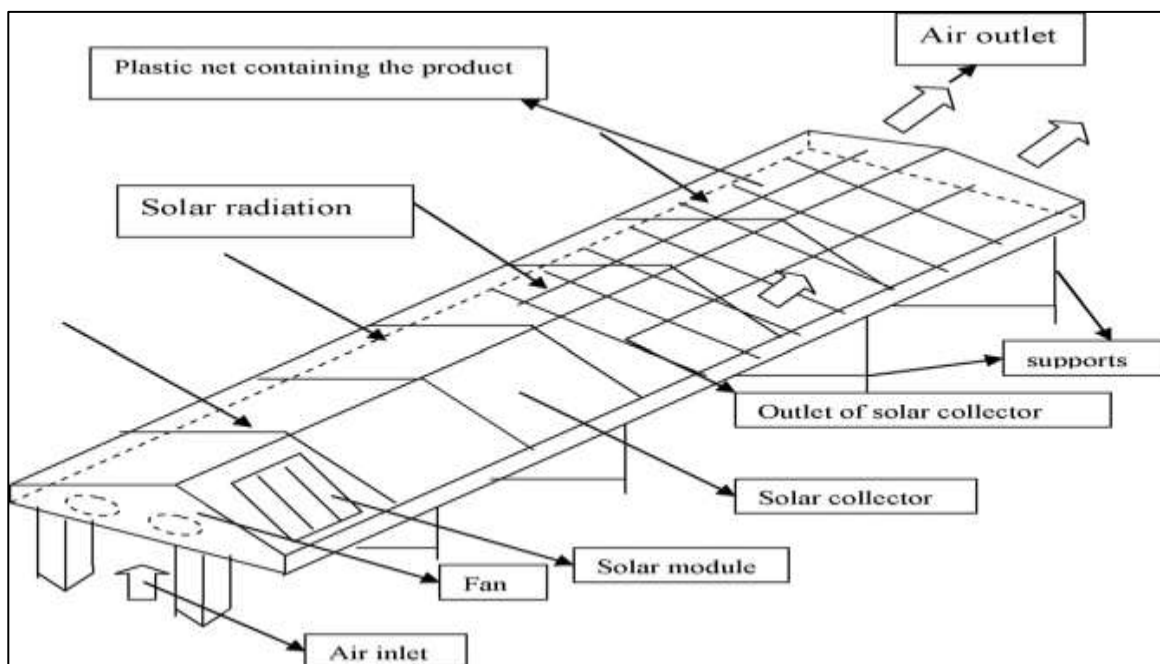 Air outlet
Plastic net containing the product
Solar radiation
supports
Outlet of solar collector
Solar collector
Solar module
Fan
Air inlet